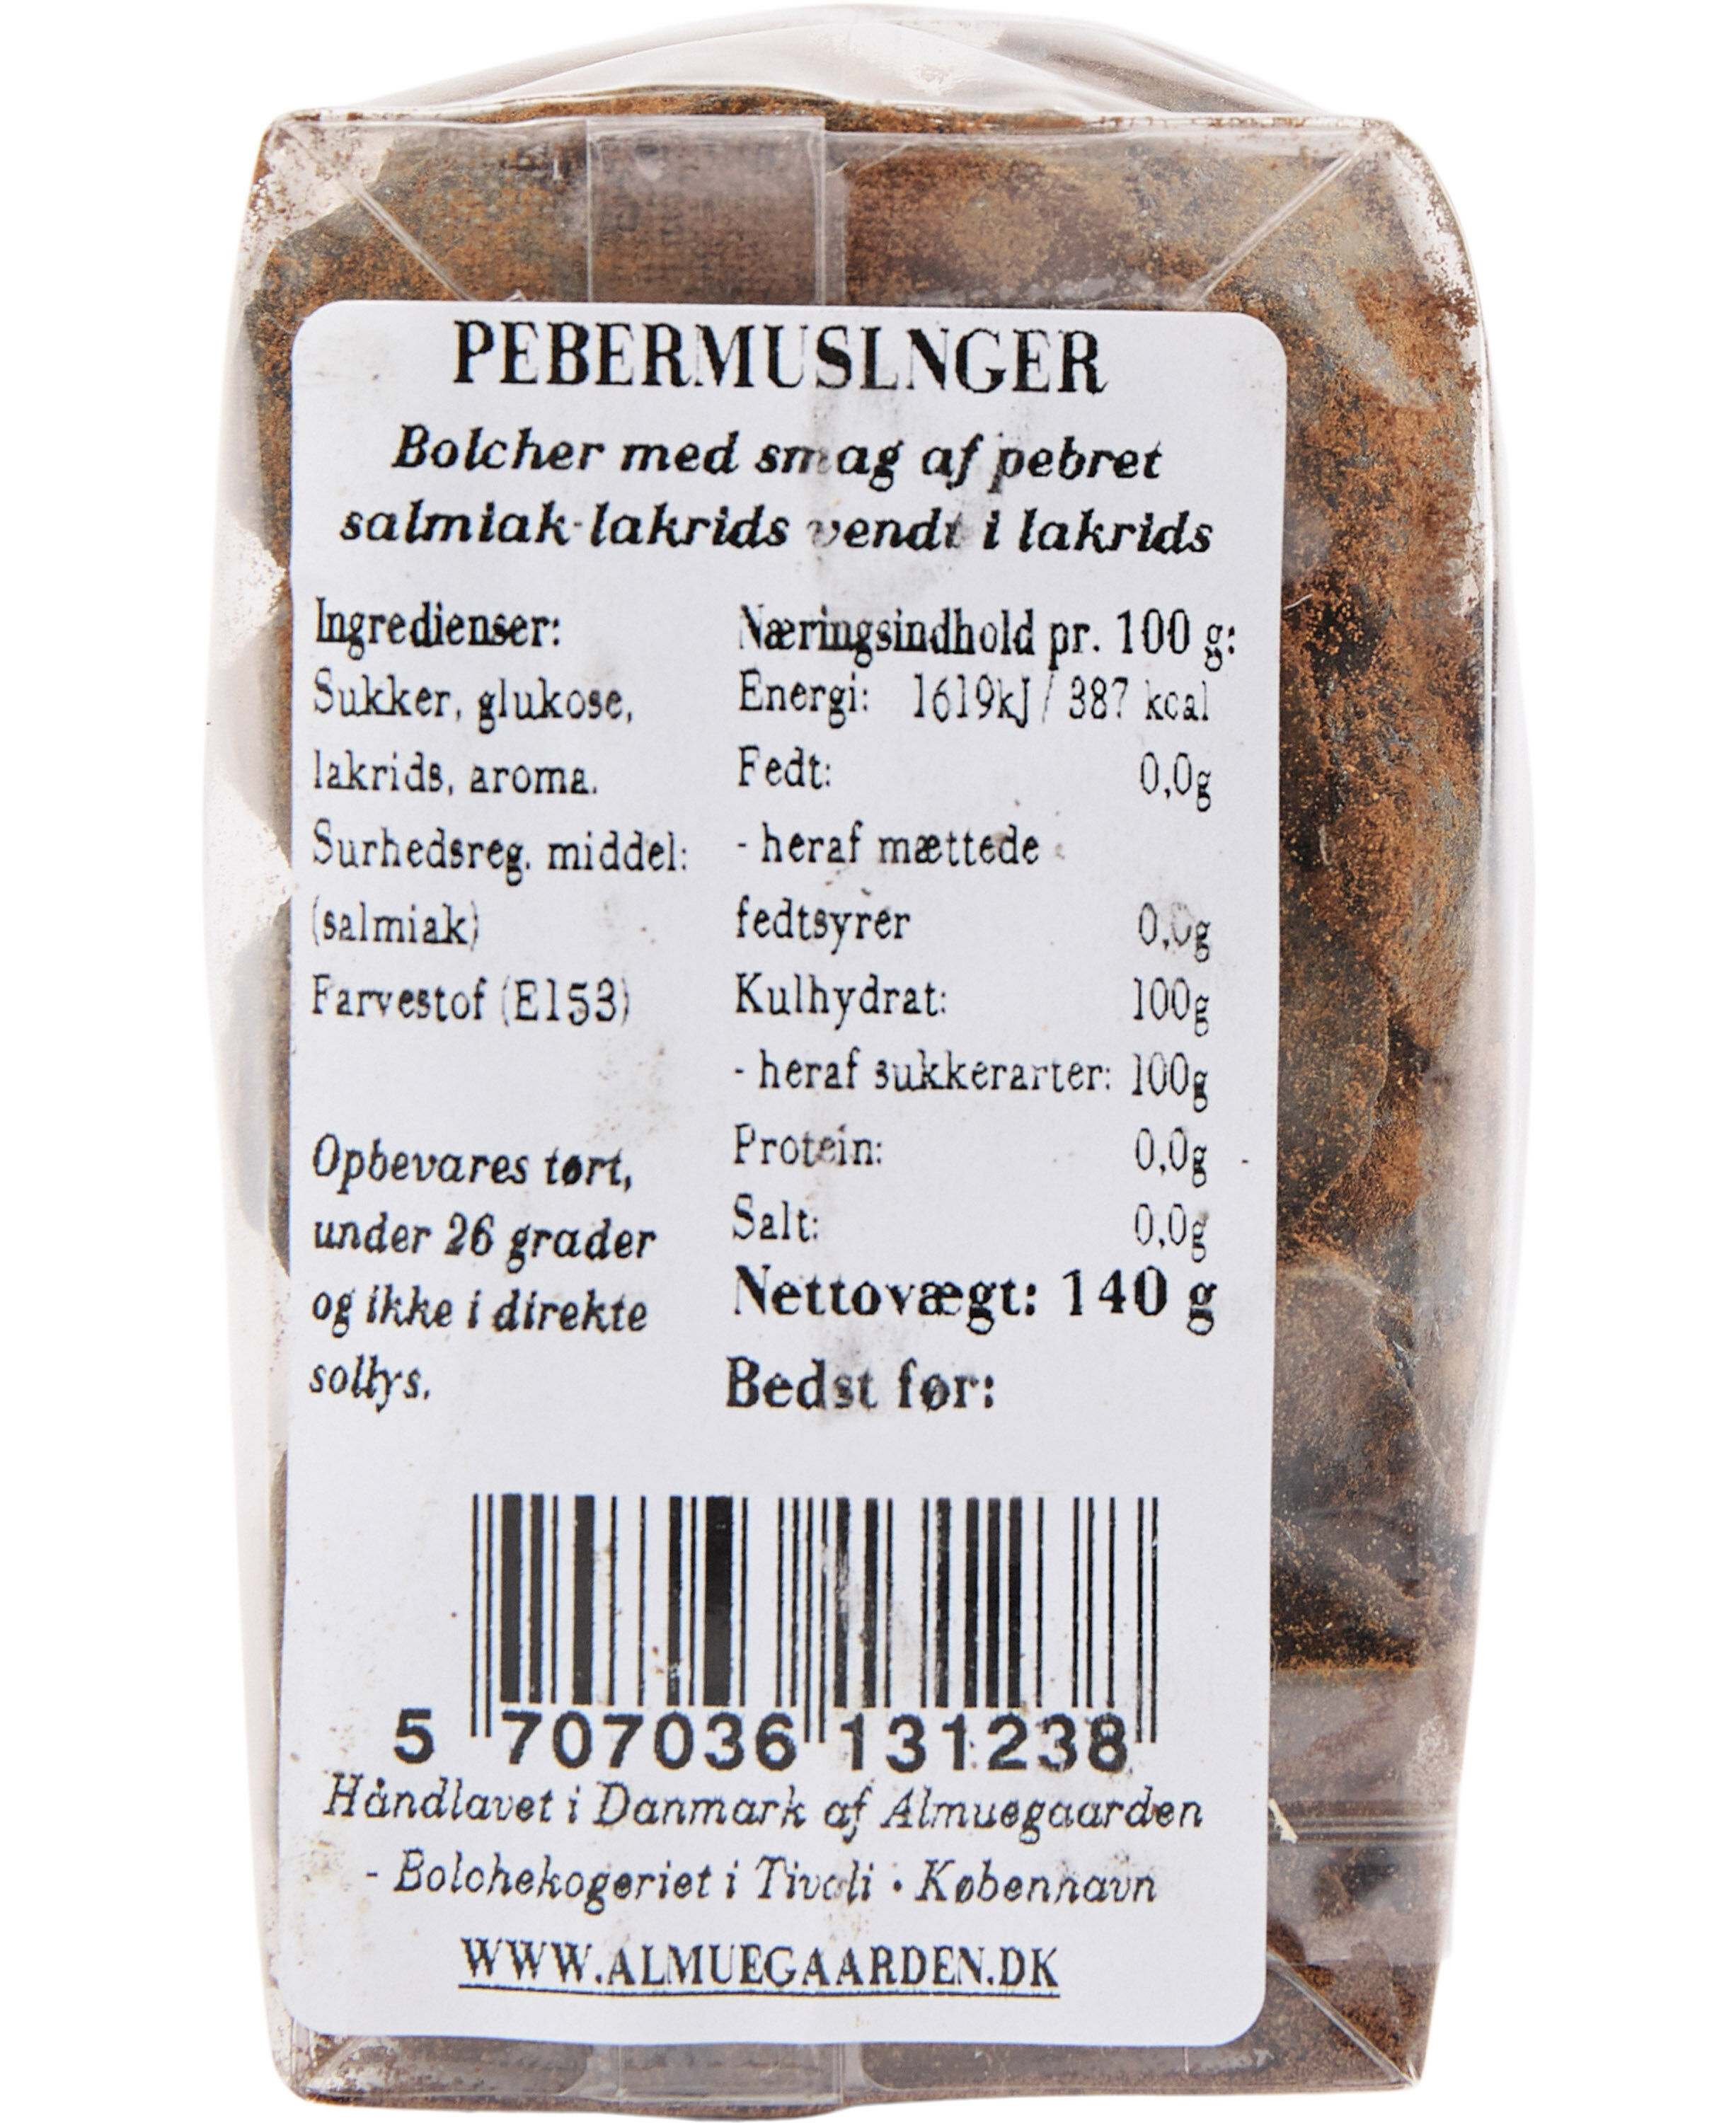 PEBERMUSLNGER
Bolcher med smag af pebret
salmiak-lakrids vendt i lakrids
Ingredienser:
Sukker, glukose,
lakrids, aroma.
Surhedsreg. middel:
(salmiak)
Farvestof (E153)
Opbevares tørt,
under 26 grader
og ikke i direkte
sollys.
Næringsindhold pr. 100 g:
Energi: 1619kJ / 387 kcal
Fedt: 0,0g
- heraf mættede
fedtsyrer 0,0g
Kulhydrat: 100g
- heraf sukkerarter: 100g
Protein: 0,0g
Salt: 0,0g
Nettovægt: 140 g
Bedst før:
5 707036 131238
Håndlavet i Danmark af Almuegaarden
- Bolchekogeriet i Tivoli • København
WWW.ALMUEGAARDEN.DK